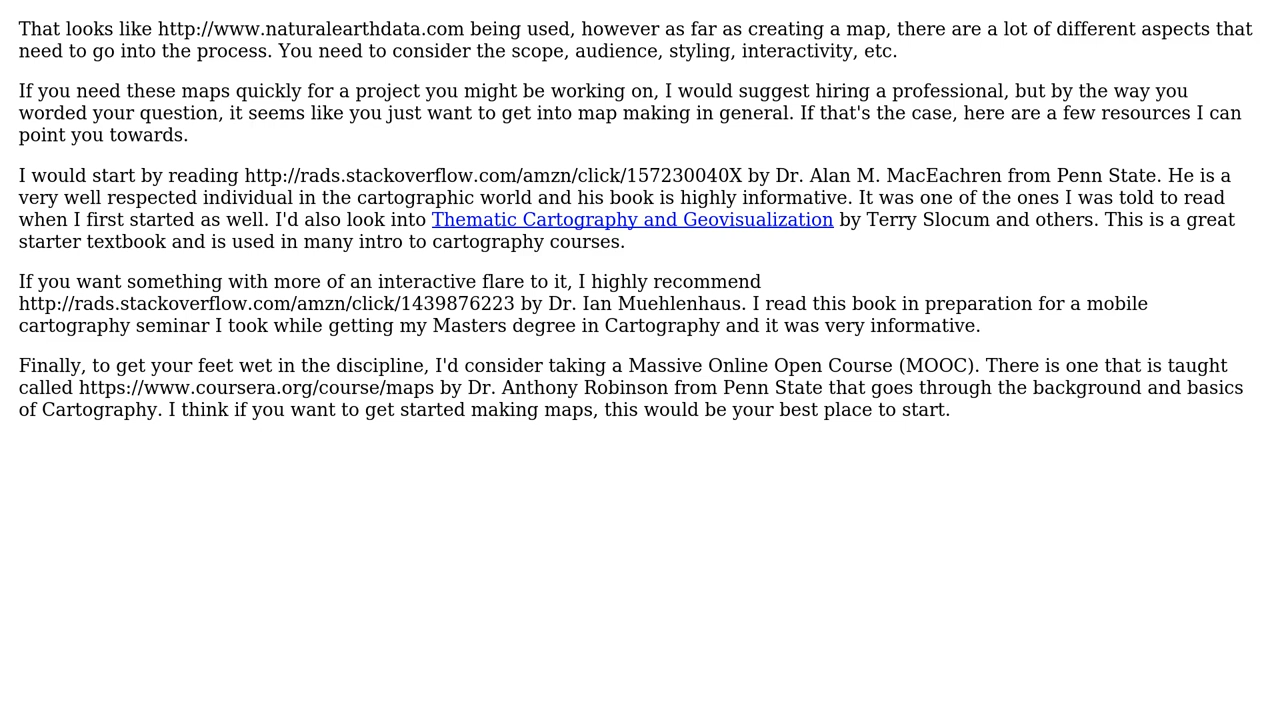 That looks like http://www.naturalearthdata.com being used, however as far as creating a map, there are a lot of different aspects that
need to go into the process. You need to consider the scope, audience, styling, interactivity, etc.
If you need these maps quickly for a project you might be working on, I would suggest hiring a professional, but by the way you
worded your question, it seems like you just want to get into map making in general. If that's the case, here are a few resources I can
point you towards.
I would start by reading http://rads.stackoverflow.com/amzn/click/157230040X by Dr. Alan M. MacEachren from Penn State. He is a
very well respected individual in the cartographic world and his book is highly informative. It was one of the ones I was told to read
when I first started as well. I'd also look into Thematic Cartography and Geovisualization by Terry Slocum and others. This is a great
starter textbook and is used in many intro to cartography courses.
If you want something with more of an interactive flare to it, I highly recommend
http://rads.stackoverflow.com/amzn/click/1439876223 by Dr. Ian Muehlenhaus. I read this book in preparation for a mobile
cartography seminar I took while getting my Masters degree in Cartography and it was very informative.
Finally, to get your feet wet in the discipline, I'd consider taking a Massive Online Open Course (MOOC). There is one that is taught
called https://www.coursera.org/course/maps by Dr. Anthony Robinson from Penn State that goes through the background and basics
of Cartography. I think if you want to get started making maps, this would be your best place to start.